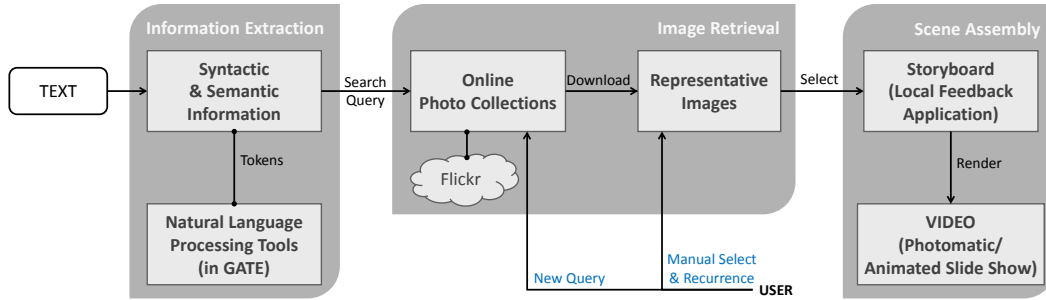 Information Extraction
Image Retrieval
Scene Assembly
TEXT
Syntactic
& Semantic
Information
Search
Query
Online
Photo Collections
Download
Representative
Images
Select
Storyboard
(Local Feedback
Application)
Tokens
Flickr
Render
Natural Language
Processing Tools
(in GATE)
VIDEO
(Photomatic/
Animated Slide Show)
New Query
Manual Select
& Recurrence
USER